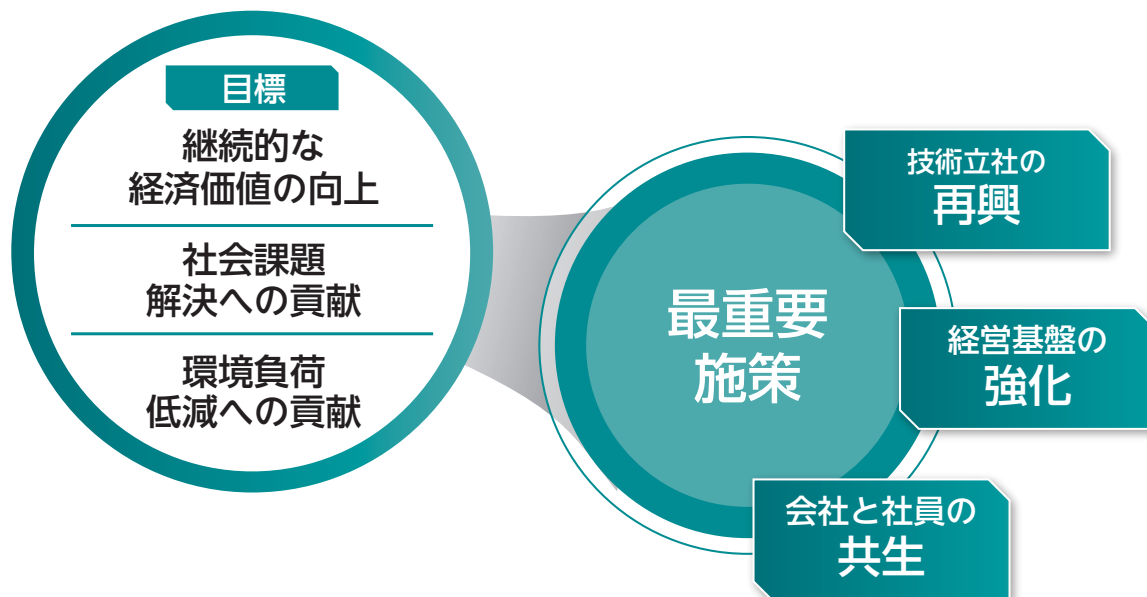 目標
継続的な
経済価値の向上
社会課題
解決への貢献
環境負荷
低減への貢献
最重要
施策
技術立社の
再興
経営基盤の
強化
会社と社員の
共生